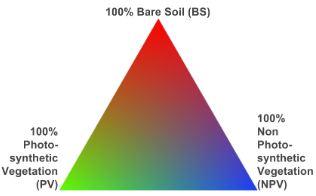 100% Bare Soil (BS)
100%
Photo-
synthetic
Vegetation
(PV)
100%
Non
Photo-
synthetic
Vegetation
(NPV)